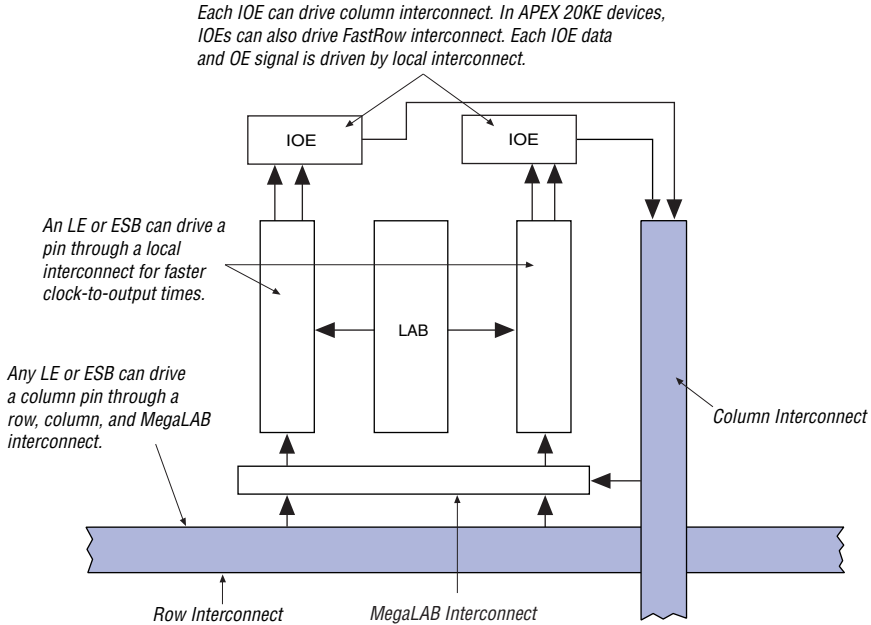 Each IOE can drive column interconnect. In APEX 20KE devices,
IOEs can also drive FastRow interconnect. Each IOE data
and OE signal is driven by local interconnect.
IOE
IOE
An LE or ESB can drive a
pin through a local
interconnect for faster
clock-to-output times.
LAB
Any LE or ESB can drive
a column pin through a
row, column, and MegaLAB
interconnect.
Column Interconnect
Row Interconnect
MegaLAB Interconnect